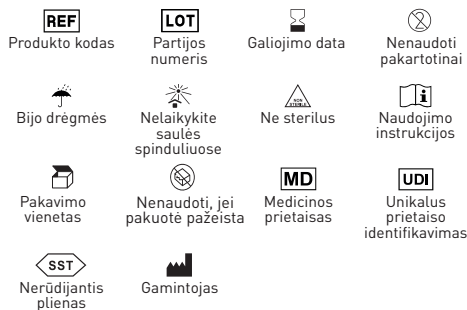 REF
Produkto kodas
LOT
Partijos
numeris
Galiojimo data
2
Nenaudoti
pakartotinai
Bijo drėgmės
Nelaikykite
saulės
spinduliuose
NON
STERILE
Ne sterilus
i
Naudojimo
instrukcijos
Pakavimo
vienetas
Nenaudoti, jei
pakuotė pažeista
MD
Medicinos
prietaisas
UDI
Unikalus
prietaiso
identifikavimas
SST
Nerūdijantis
plienas
Gamintojas